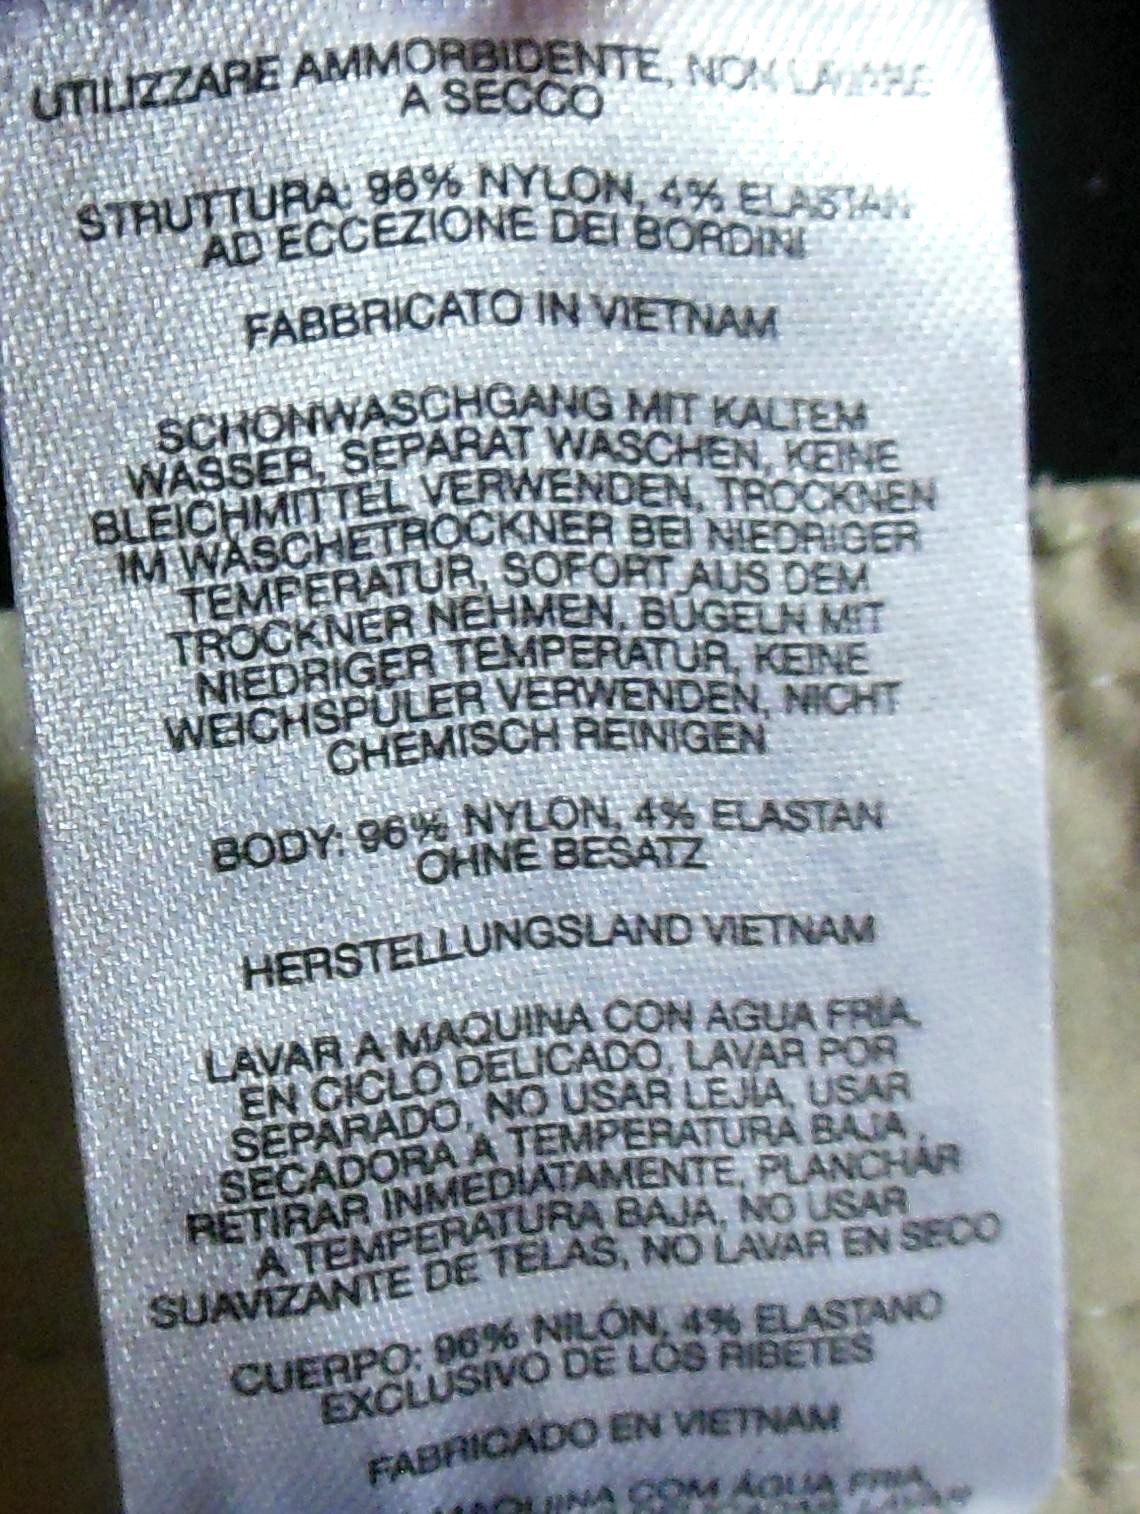 UTILIZZARE AMMORBIDENTE, NON LAVARE
A SECCO
STRUTTURA: 96% NYLON, 4% ELASTAN
AD ECCEZIONE DEI BORDINI
FABBRICATO IN VIETNAM
SCHONWASCHGANG MIT KALTEM
WASSER, SEPARAT WASCHEN, KEINE
BLEICHMITTEL VERWENDEN, TROCKNEN
IM WÄSCHETROCKNER BEI NIEDRIGER
TEMPERATUR, SOFORT AUS DEM
TROCKNER NEHMEN, BÜGELN MIT
NIEDRIGER TEMPERATUR, KEINE
WEICHSPÜLER VERWENDEN, NICHT
CHEMISCH REINIGEN
BODY: 96% NYLON, 4% ELASTAN
OHNE BESATZ
HERSTELLUNGSLAND VIETNAM
LAVAR A MAQUINA CON AGUA FRÍA,
EN CICLO DELICADO, LAVAR POR
SEPARADO, NO USAR LEJÍA, USAR
SECADORA A TEMPERATURA BAJA,
RETIRAR INMEDIATAMENTE, PLANCHAR
A TEMPERATURA BAJA, NO USAR
SUAVIZANTE DE TELAS, NO LAVAR EN SECO
CUERPO: 96% NILÓN, 4% ELASTANO
EXCLUSIVO DE LOS RIBETES
FABRICADO EN VIETNAM
MAQUINA COM ÁGUA FRIA,